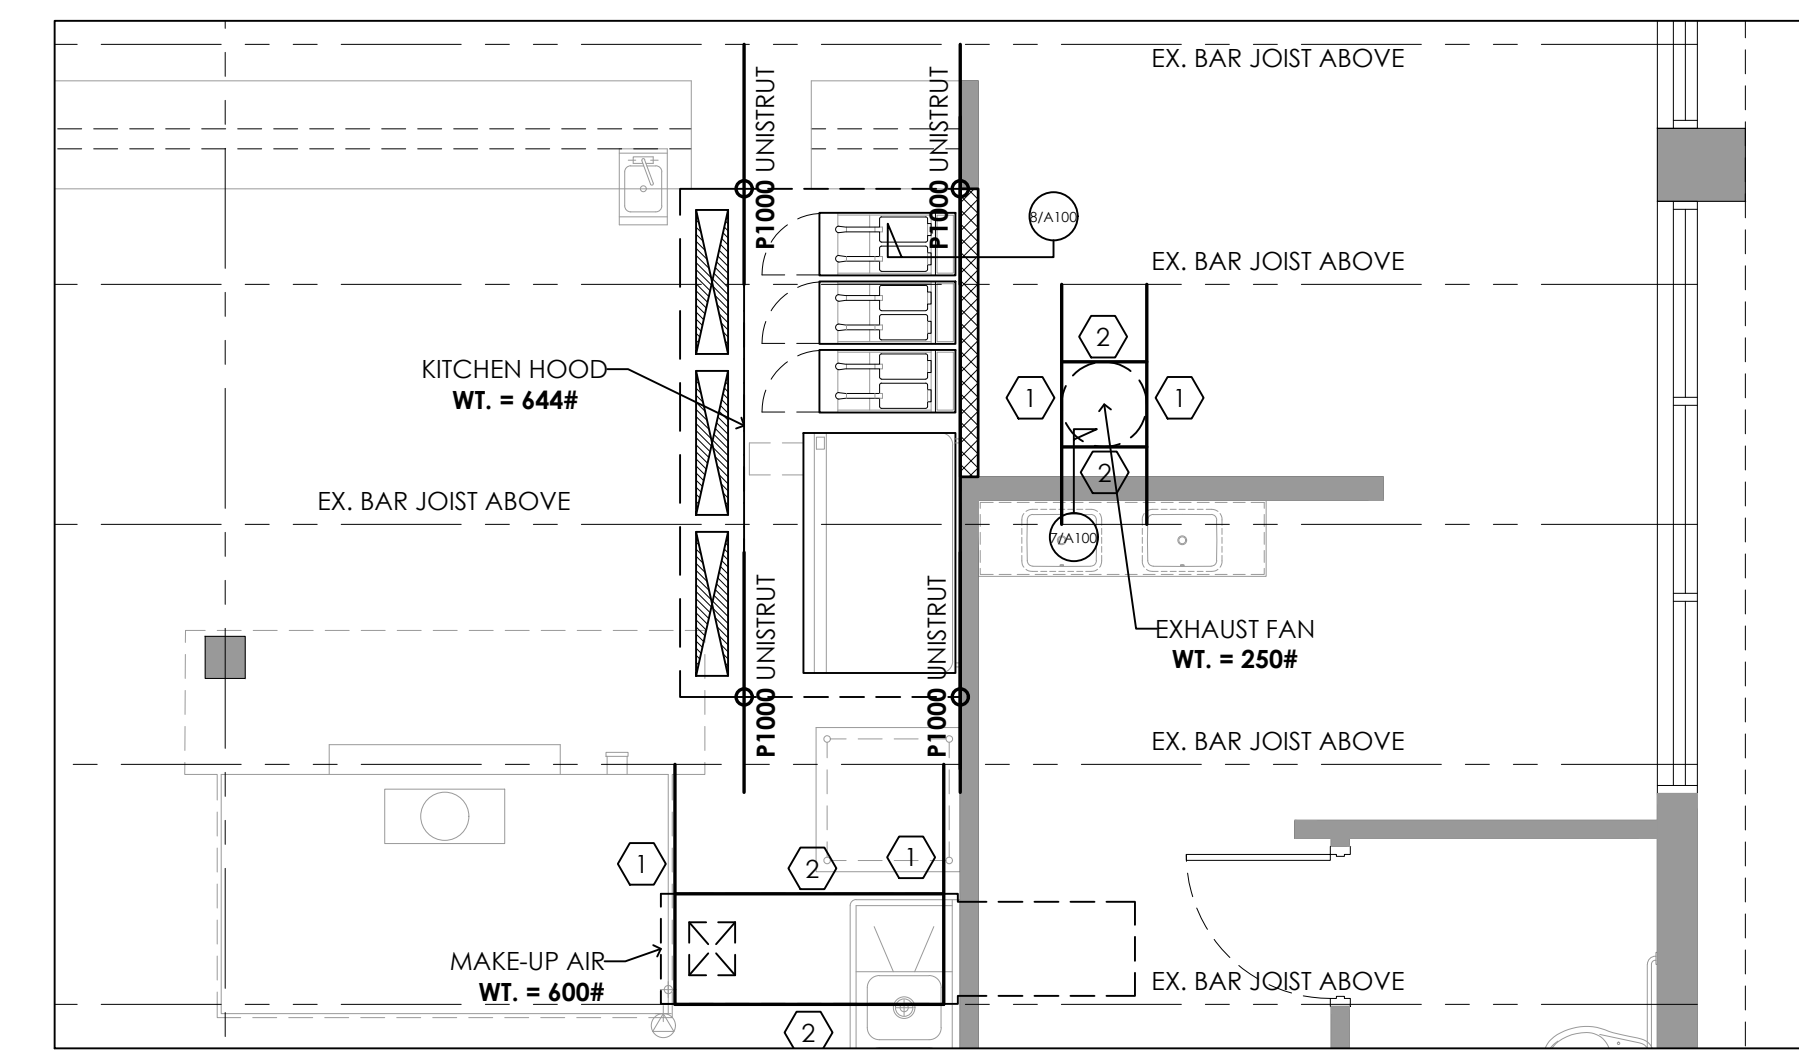 EX. BAR JOIST ABOVE
P1000 UNISTRUT
P1000 UNISTRUT
8/A100
EX. BAR JOIST ABOVE
2
KITCHEN HOOD
WT. = 644#
1
1
2
EX. BAR JOIST ABOVE
7/A100
P1000 UNISTRUT
P1000 UNISTRUT
EXHAUST FAN
WT. = 250#
EX. BAR JOIST ABOVE
1
2
1
MAKE-UP AIR
WT. = 600#
EX. BAR JOIST ABOVE
2